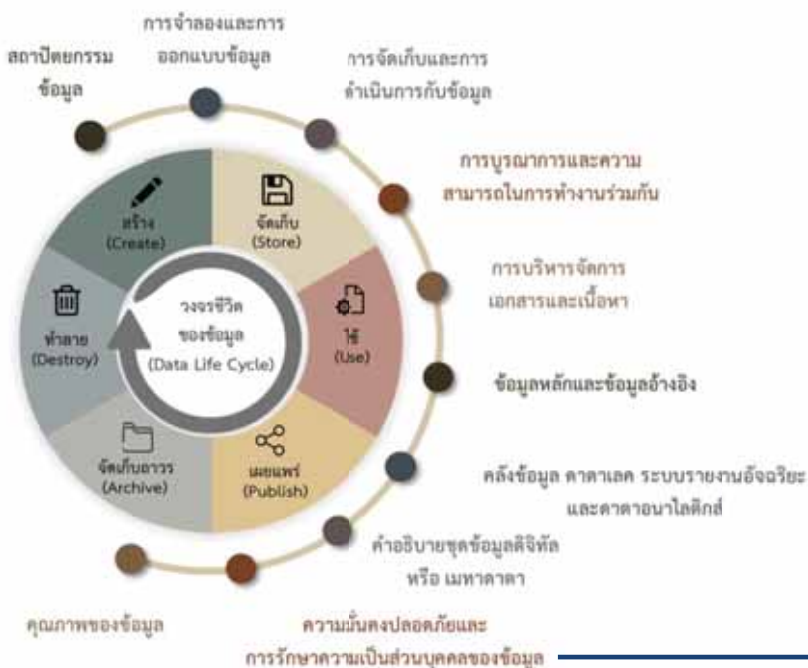 การจำลองและการ
ออกแบบข้อมูล
สถาปัตยกรรม
ข้อมูล
การจัดเก็บและการ
ดำเนินการกับข้อมูล
การบูรณาการและความ
สามารถในการทำงานร่วมกัน
การบริหารจัดการ
เอกสารและเนื้อหา
ข้อมูลหลักและข้อมูลอ้างอิง
คลังข้อมูล ดาตาเลค ระบบรายงานอัจฉริยะ
และดาตาอนาไลติกส์
คำอธิบายชุดข้อมูลดิจิทัล
หรือ เมทาดาตา
ความมั่นคงปลอดภัยและ
การรักษาความเป็นส่วนบุคคลของข้อมูล
คุณภาพของข้อมูล
สร้าง
(Create)
จัดเก็บ
(Store)
ใช้
(Use)
เผยแพร่
(Publish)
จัดเก็บถาวร
(Archive)
ทำลาย
(Destroy)
วงจรชีวิต
ของข้อมูล
(Data Life Cycle)